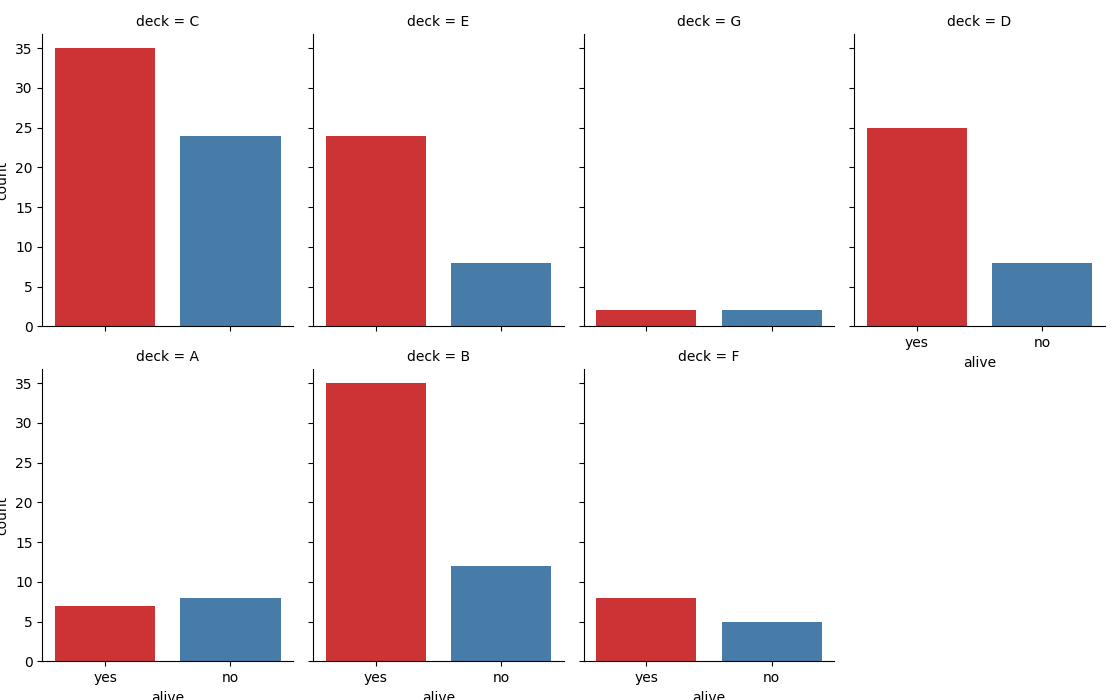 deck = C
deck = E
deck = G
deck = D
35
30
25
20
15
10
5
0
count
yes
no
alive
deck = A
deck = B
deck = F
35
30
25
20
15
10
5
0
count
yes
no
yes
no
yes
no
alive
alive
alive